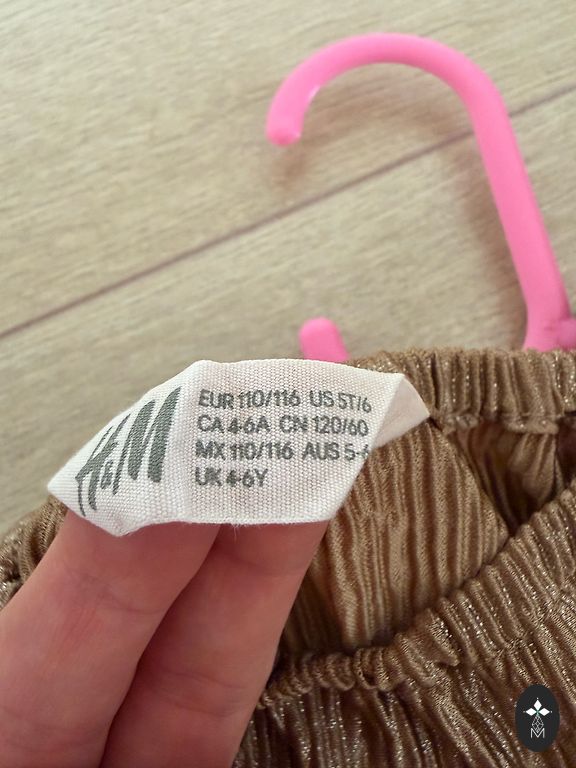 H&M
EUR 110/116 US 5T/6
CA 4-6A CN 120/60
MX 110/116 AUS 5-6
UK 4-6Y
M